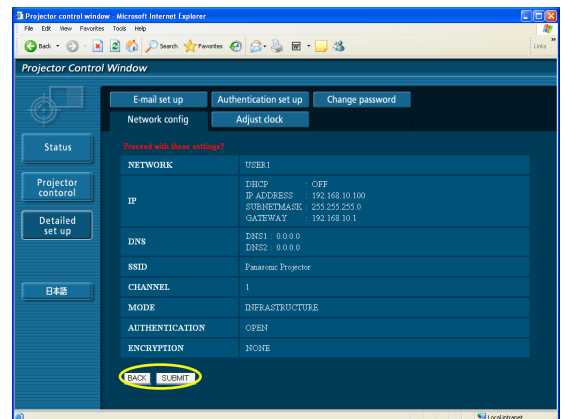 Projector control window - Microsoft Internet Explorer
File Edit View Favorites Tools Help
Back Search Favorites Links
Projector Control Window
E-mail set up Authentication set up Change password
Network config Adjust clock
Status
Projector
contorol
Detailed
set up
日本語
Proceed with these settings?
NETWORK USER1
IP DHCP : OFF
IP ADDRESS : 192.168.10.100
SUBNETMASK : 255.255.255.0
GATEWAY : 192.168.10.1
DNS DNS1 : 0.0.0.0
DNS2 : 0.0.0.0
SSID Panasonic Projector
CHANNEL 1
MODE INFRASTRUCTURE
AUTHENTICATION OPEN
ENCRYPTION NONE
BACK SUBMIT
Local intranet